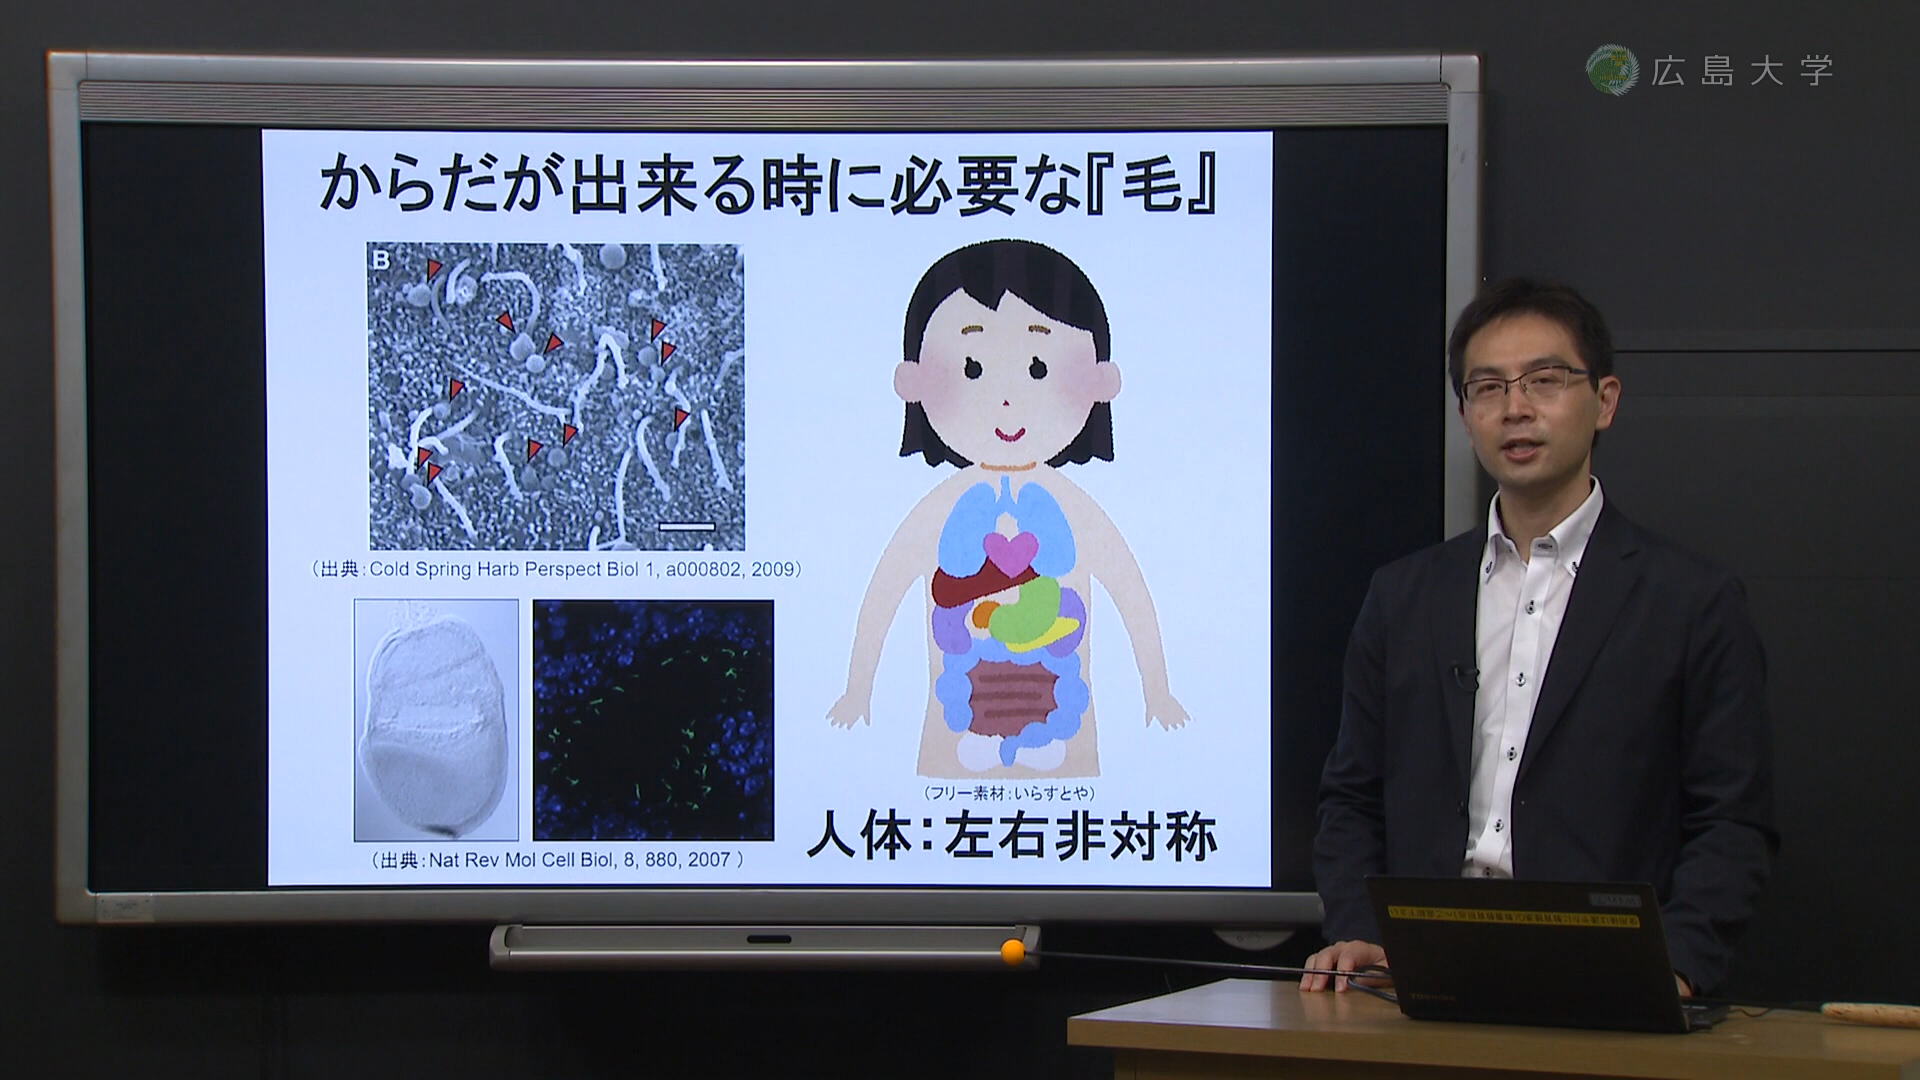 広島大学
からだが出来る時に必要な『毛』
B
(出典:Cold Spring Harb Perspect Biol 1, a000802, 2009)
(出典:Nat Rev Mol Cell Biol, 8, 880, 2007 )
(フリー素材:いらすとや)
人体:左右非対称
TOSHIBA